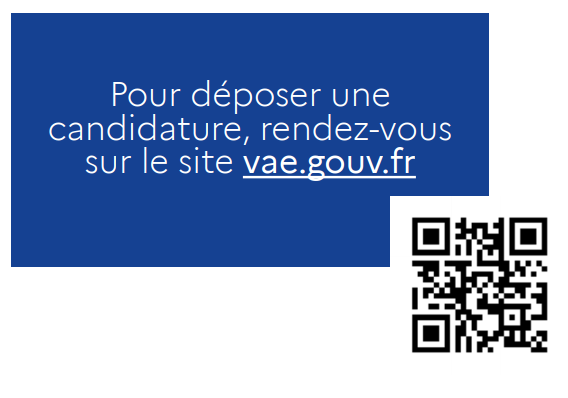 Pour déposer une
candidature, rendez-vous
sur le site vae.gouv.fr